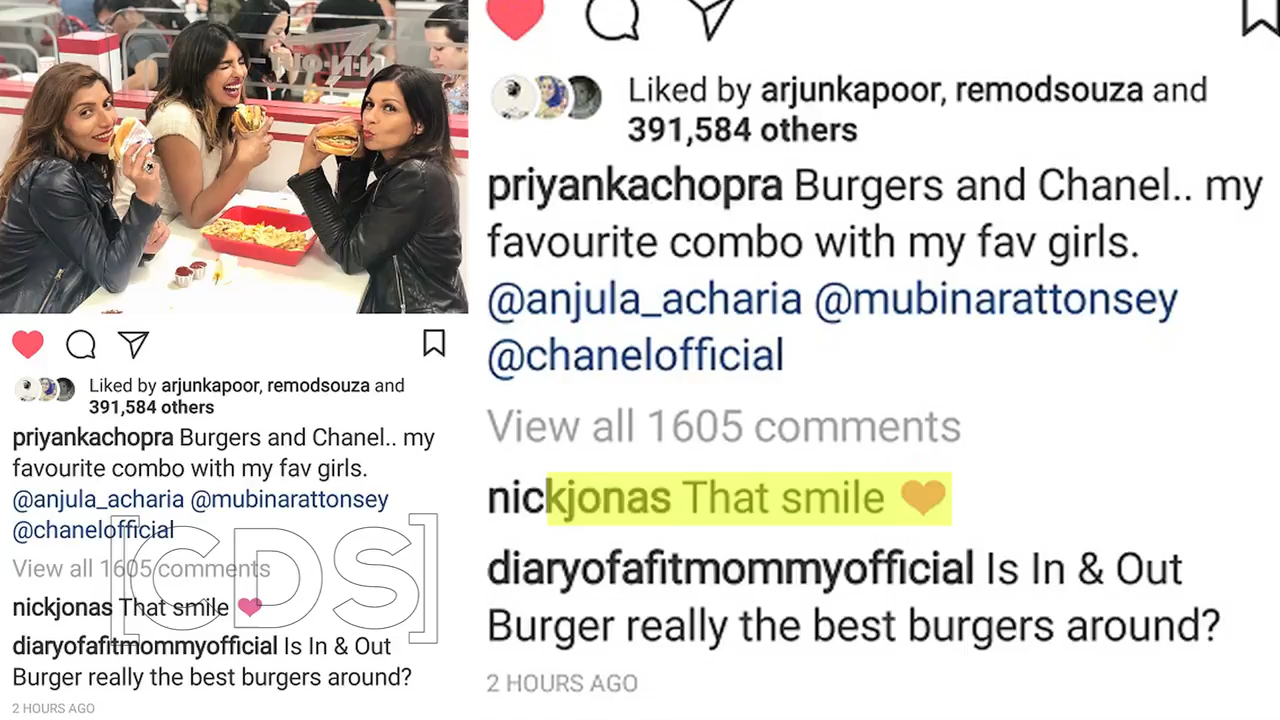 N-N-O
Liked by arjunkapoor, remodsouza and
391,584 others
priyankachopra Burgers and Chanel.. my
favourite combo with my fav girls.
@anjula_acharia @mubinarattonsey
@chanelofficial
View all 1605 comments
nickjonas That smile ❤
diaryofafitmommyofficial Is In & Out
Burger really the best burgers around?
2 HOURS AGO
[CDS]
Liked by arjunkapoor, remodsouza and
391,584 others
priyankachopra Burgers and Chanel.. my
favourite combo with my fav girls.
@anjula_acharia @mubinarattonsey
@chanelofficial
View all 1605 comments
nickjonas That smile 🧡
diaryofafitmommyofficial Is In & Out
Burger really the best burgers around?
2 HOURS AGO